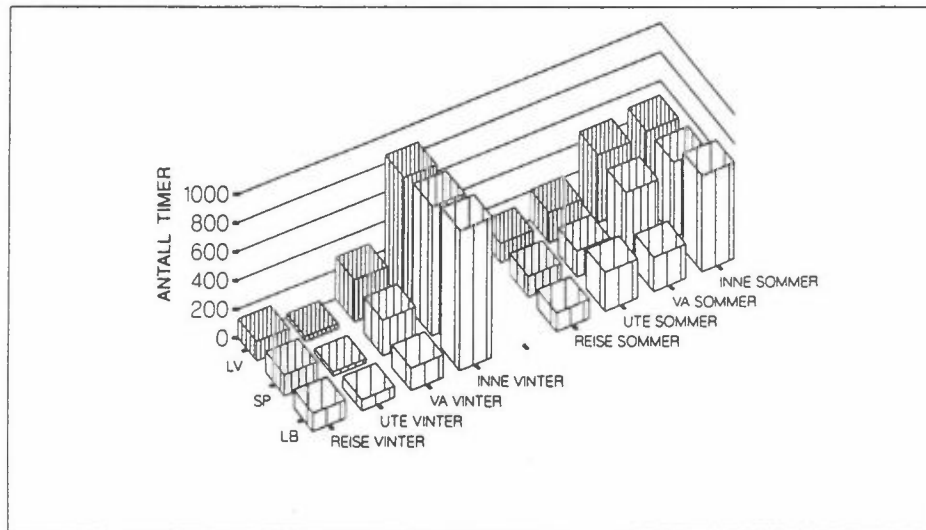 ANTALL TIMER
1000
800
600
400
200
0
LV
SP
LB
REISE VINTER
UTE VINTER
VA VINTER
INNE VINTER
REISE SOMMER
UTE SOMMER
VA SOMMER
INNE SOMMER